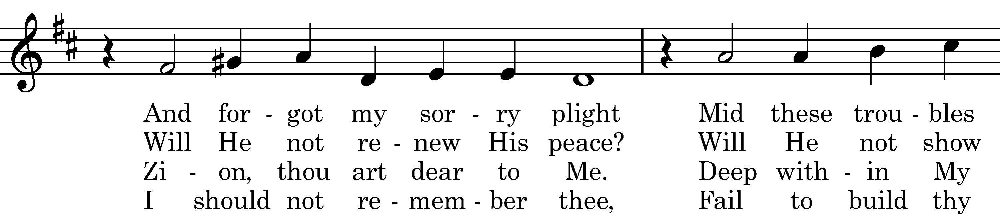 And for - got my sor - ry plight Mid these trou - bles
Will He not re - new His peace? Will He not show
Zi - on, thou art dear to Me. Deep with - in My
I should not re - mem - ber thee, Fail to build thy